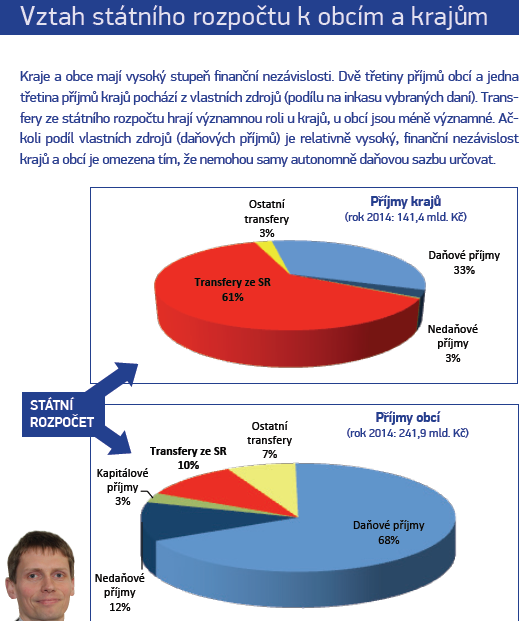 Vztah státního rozpočtu k obcím a krajům
Kraje a obce mají vysoký stupeň finanční nezávislosti. Dvě třetiny příjmů obcí a jedna
třetina příjmů krajů pochází z vlastních zdrojů (podílu na inkasu vybraných daní). Trans-
fery ze státního rozpočtu hrají významnou roli u krajů, u obcí jsou méně významné. Ač-
koli podíl vlastních zdrojů (daňových příjmů) je relativně vysoký, finanční nezávislost
krajů a obcí je omezena tím, že nemohou samy autonomně daňovou sazbu určovat.
Příjmy krajů
(rok 2014: 141,4 mld. Kč)
Ostatní
transfery
3%
Daňové příjmy
33%
Transfery ze SR
61%
Nedaňové
příjmy
3%
STÁTNÍ
ROZPOČET
Příjmy obcí
(rok 2014: 241,9 mld. Kč)
Ostatní
transfery
7%
Transfery ze SR
10%
Kapitálové
příjmy
3%
Daňové příjmy
68%
Nedaňové
příjmy
12%